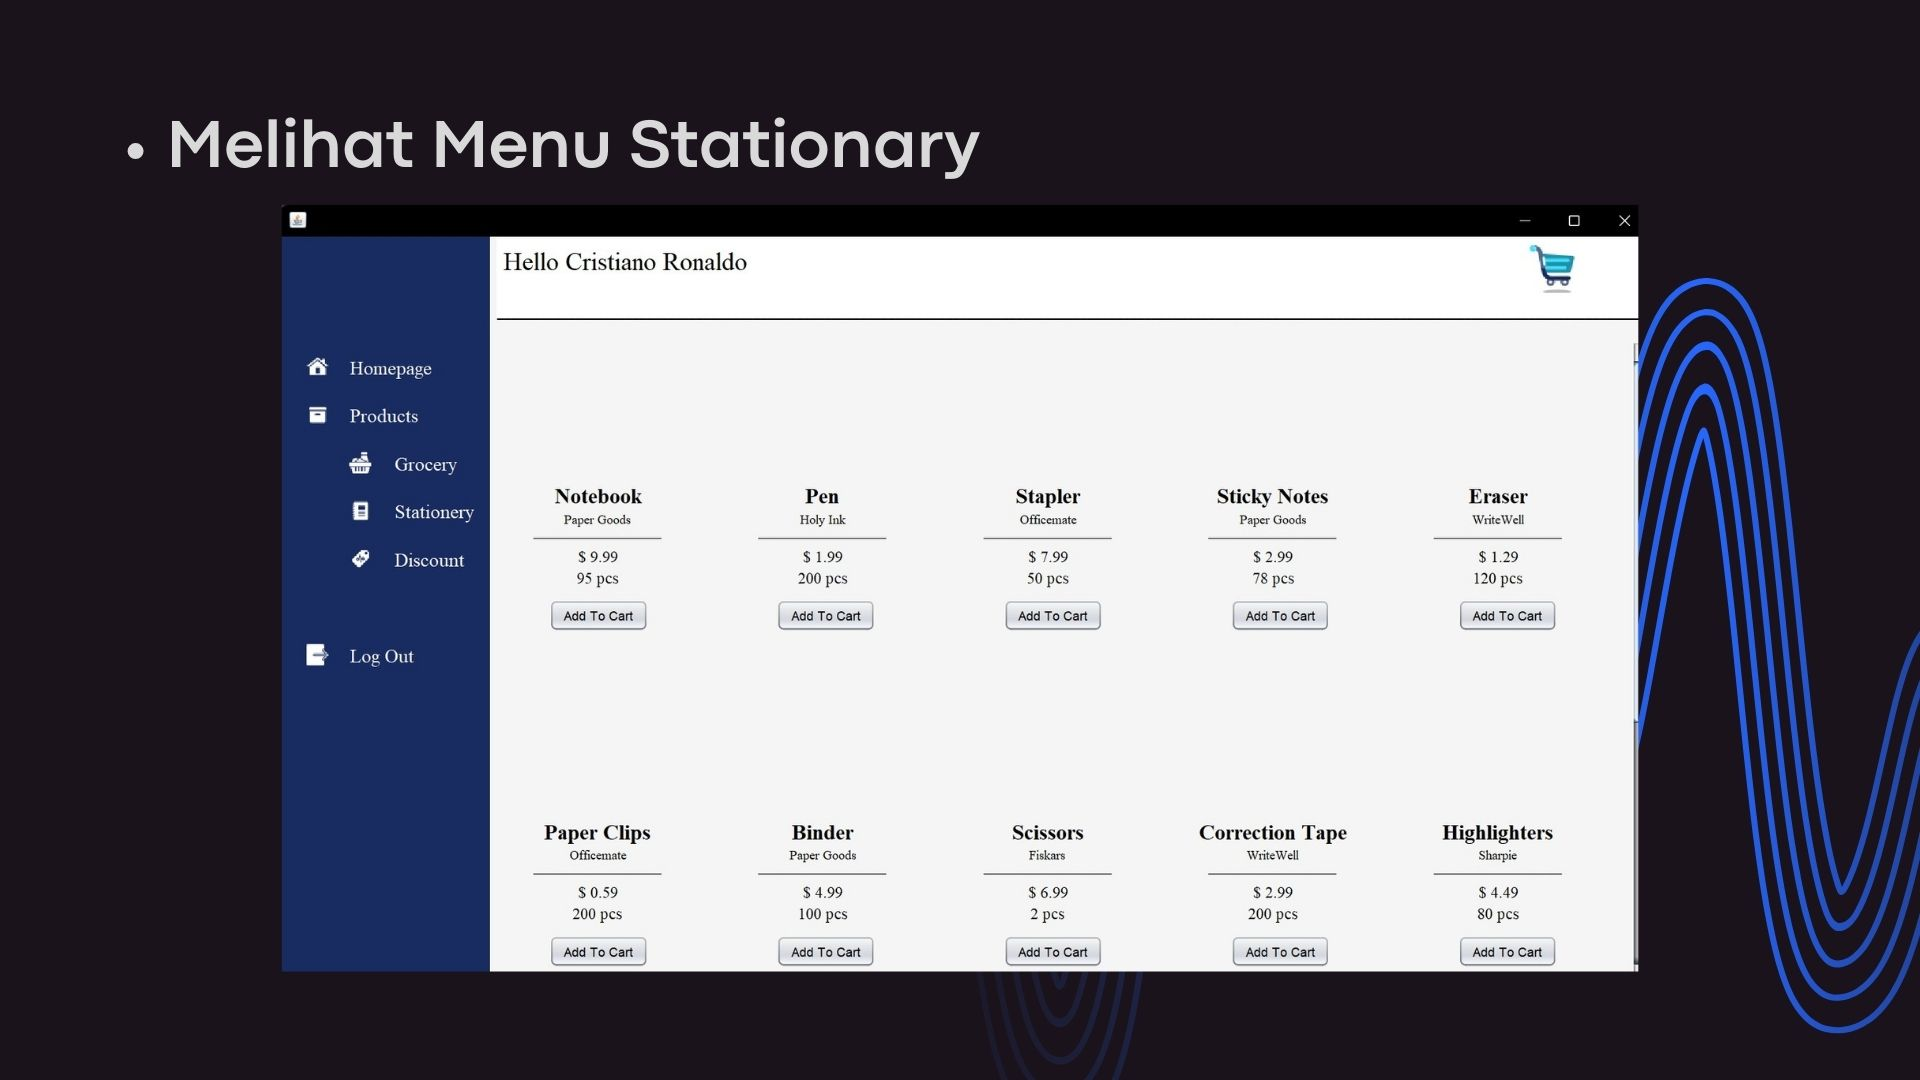 • Melihat Menu Stationary
Hello Cristiano Ronaldo
Homepage
Products
Grocery
Stationery
Discount
Log Out
Notebook
Paper Goods
$ 9.99
95 pcs
Add To Cart
Pen
Holy Ink
$ 1.99
200 pcs
Add To Cart
Stapler
Officemate
$ 7.99
50 pcs
Add To Cart
Sticky Notes
Paper Goods
$ 2.99
78 pcs
Add To Cart
Eraser
WriteWell
$ 1.29
120 pcs
Add To Cart
Paper Clips
Officemate
$ 0.59
200 pcs
Add To Cart
Binder
Paper Goods
$ 4.99
100 pcs
Add To Cart
Scissors
Fiskars
$ 6.99
2 pcs
Add To Cart
Correction Tape
WriteWell
$ 2.99
200 pcs
Add To Cart
Highlighters
Sharpie
$ 4.49
80 pcs
Add To Cart